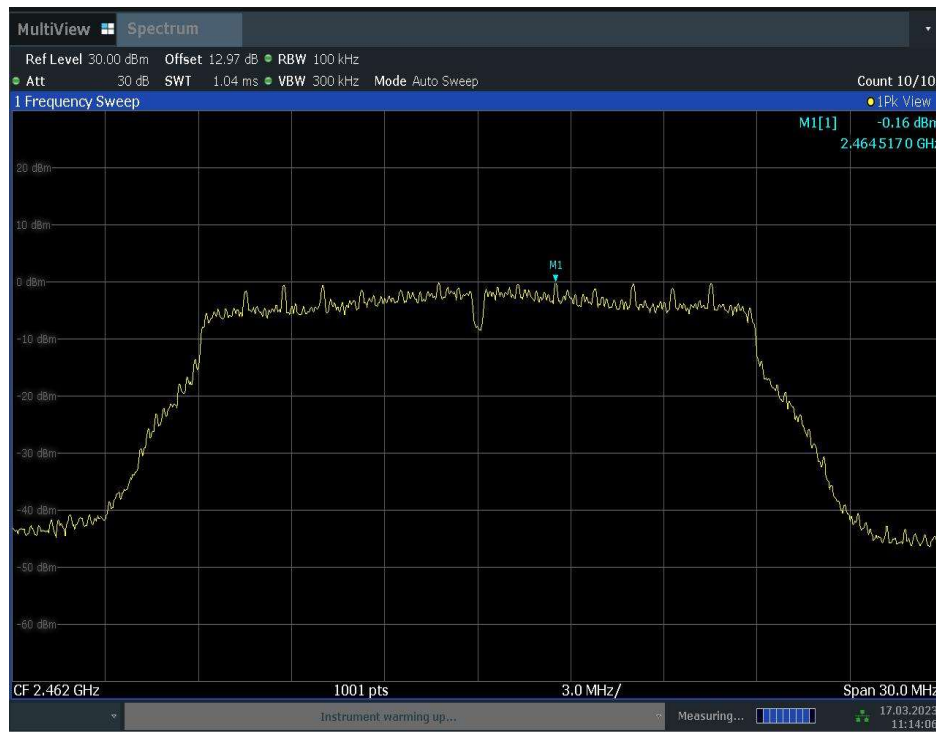 MultiView Spectrum
Ref Level 30.00 dBm Offset 12.97 dB RBW 100 kHz
Att 30 dB SWT 1.04 ms VBW 300 kHz Mode Auto Sweep Count 10/10
1 Frequency Sweep 1Pk View
M1[1] -0.16 dBm
2.4645170 GHz
M1
20 dBm
10 dBm
0 dBm
-10 dBm
-20 dBm
-30 dBm
-40 dBm
-50 dBm
-60 dBm
CF 2.462 GHz 1001 pts 3.0 MHz/ Span 30.0 MHz
Instrument warming up... Measuring... 17.03.2023
11:14:06